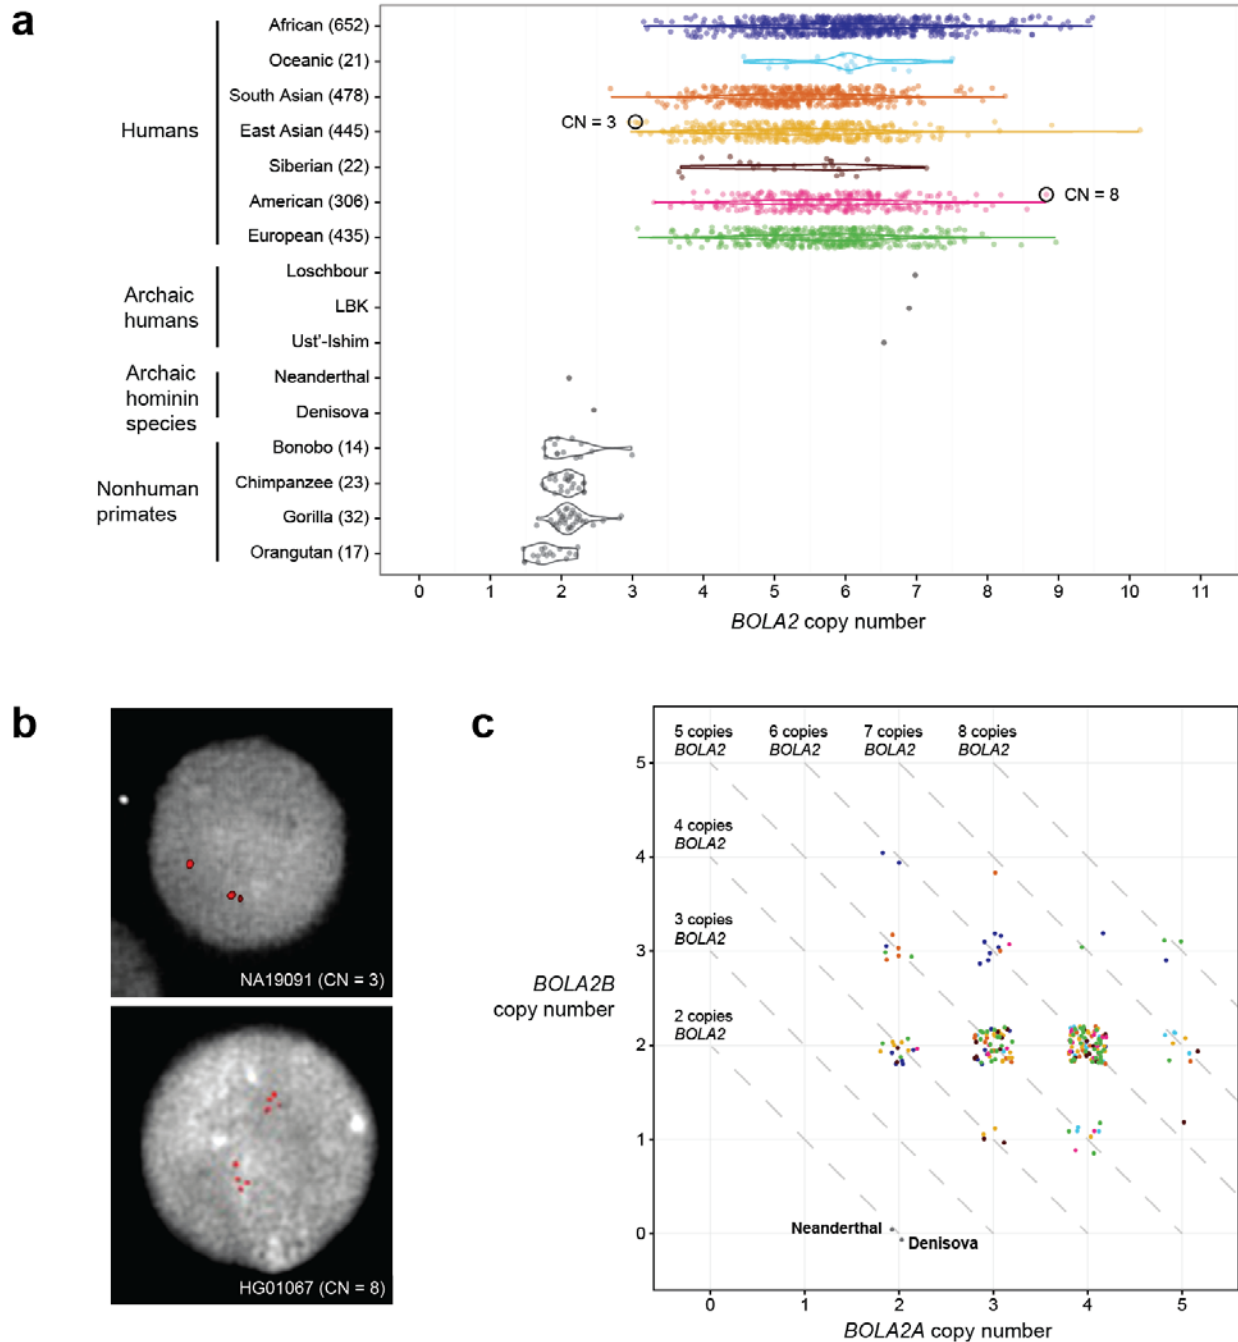 a
Humans
African (652)
Oceanic (21)
South Asian (478)
East Asian (445)
Siberian (22)
American (306)
European (435)
CN = 3
CN = 8
Archaic
humans
Loschbour
LBK
Ust'-Ishim
Archaic
hominin
species
Neanderthal
Denisova
Nonhuman
primates
Bonobo (14)
Chimpanzee (23)
Gorilla (32)
Orangutan (17)
0 1 2 3 4 5 6 7 8 9 10 11
BOLA2 copy number
b
NA19091 (CN = 3)
HG01067 (CN = 8)
c
5 copies
BOLA2
6 copies
BOLA2
7 copies
BOLA2
8 copies
BOLA2
4 copies
BOLA2
3 copies
BOLA2
2 copies
BOLA2
BOLA2B
copy number
5
4
3
2
1
0
Neanderthal
Denisova
0 1 2 3 4 5
BOLA2A copy number